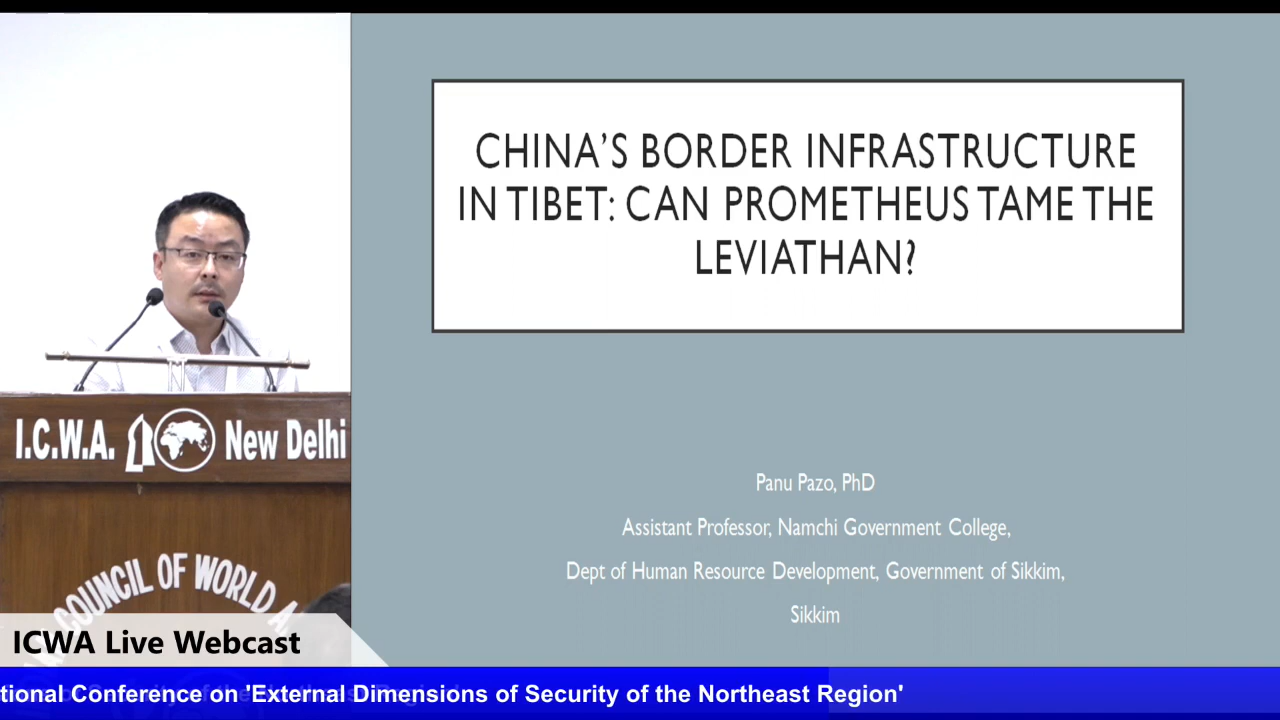 CHINA'S BORDER INFRASTRUCTURE
IN TIBET: CAN PROMETHEUS TAME THE
LEVIATHAN?
Panu Pazo, PhD
Assistant Professor, Namchi Government College,
Dept of Human Resource Development, Government of Sikkim,
Sikkim
I.C.W.A. New Delhi
COUNCIL OF WORLD A
ICWA Live Webcast
tional Conference on 'External Dimensions of Security of the Northeast Region'